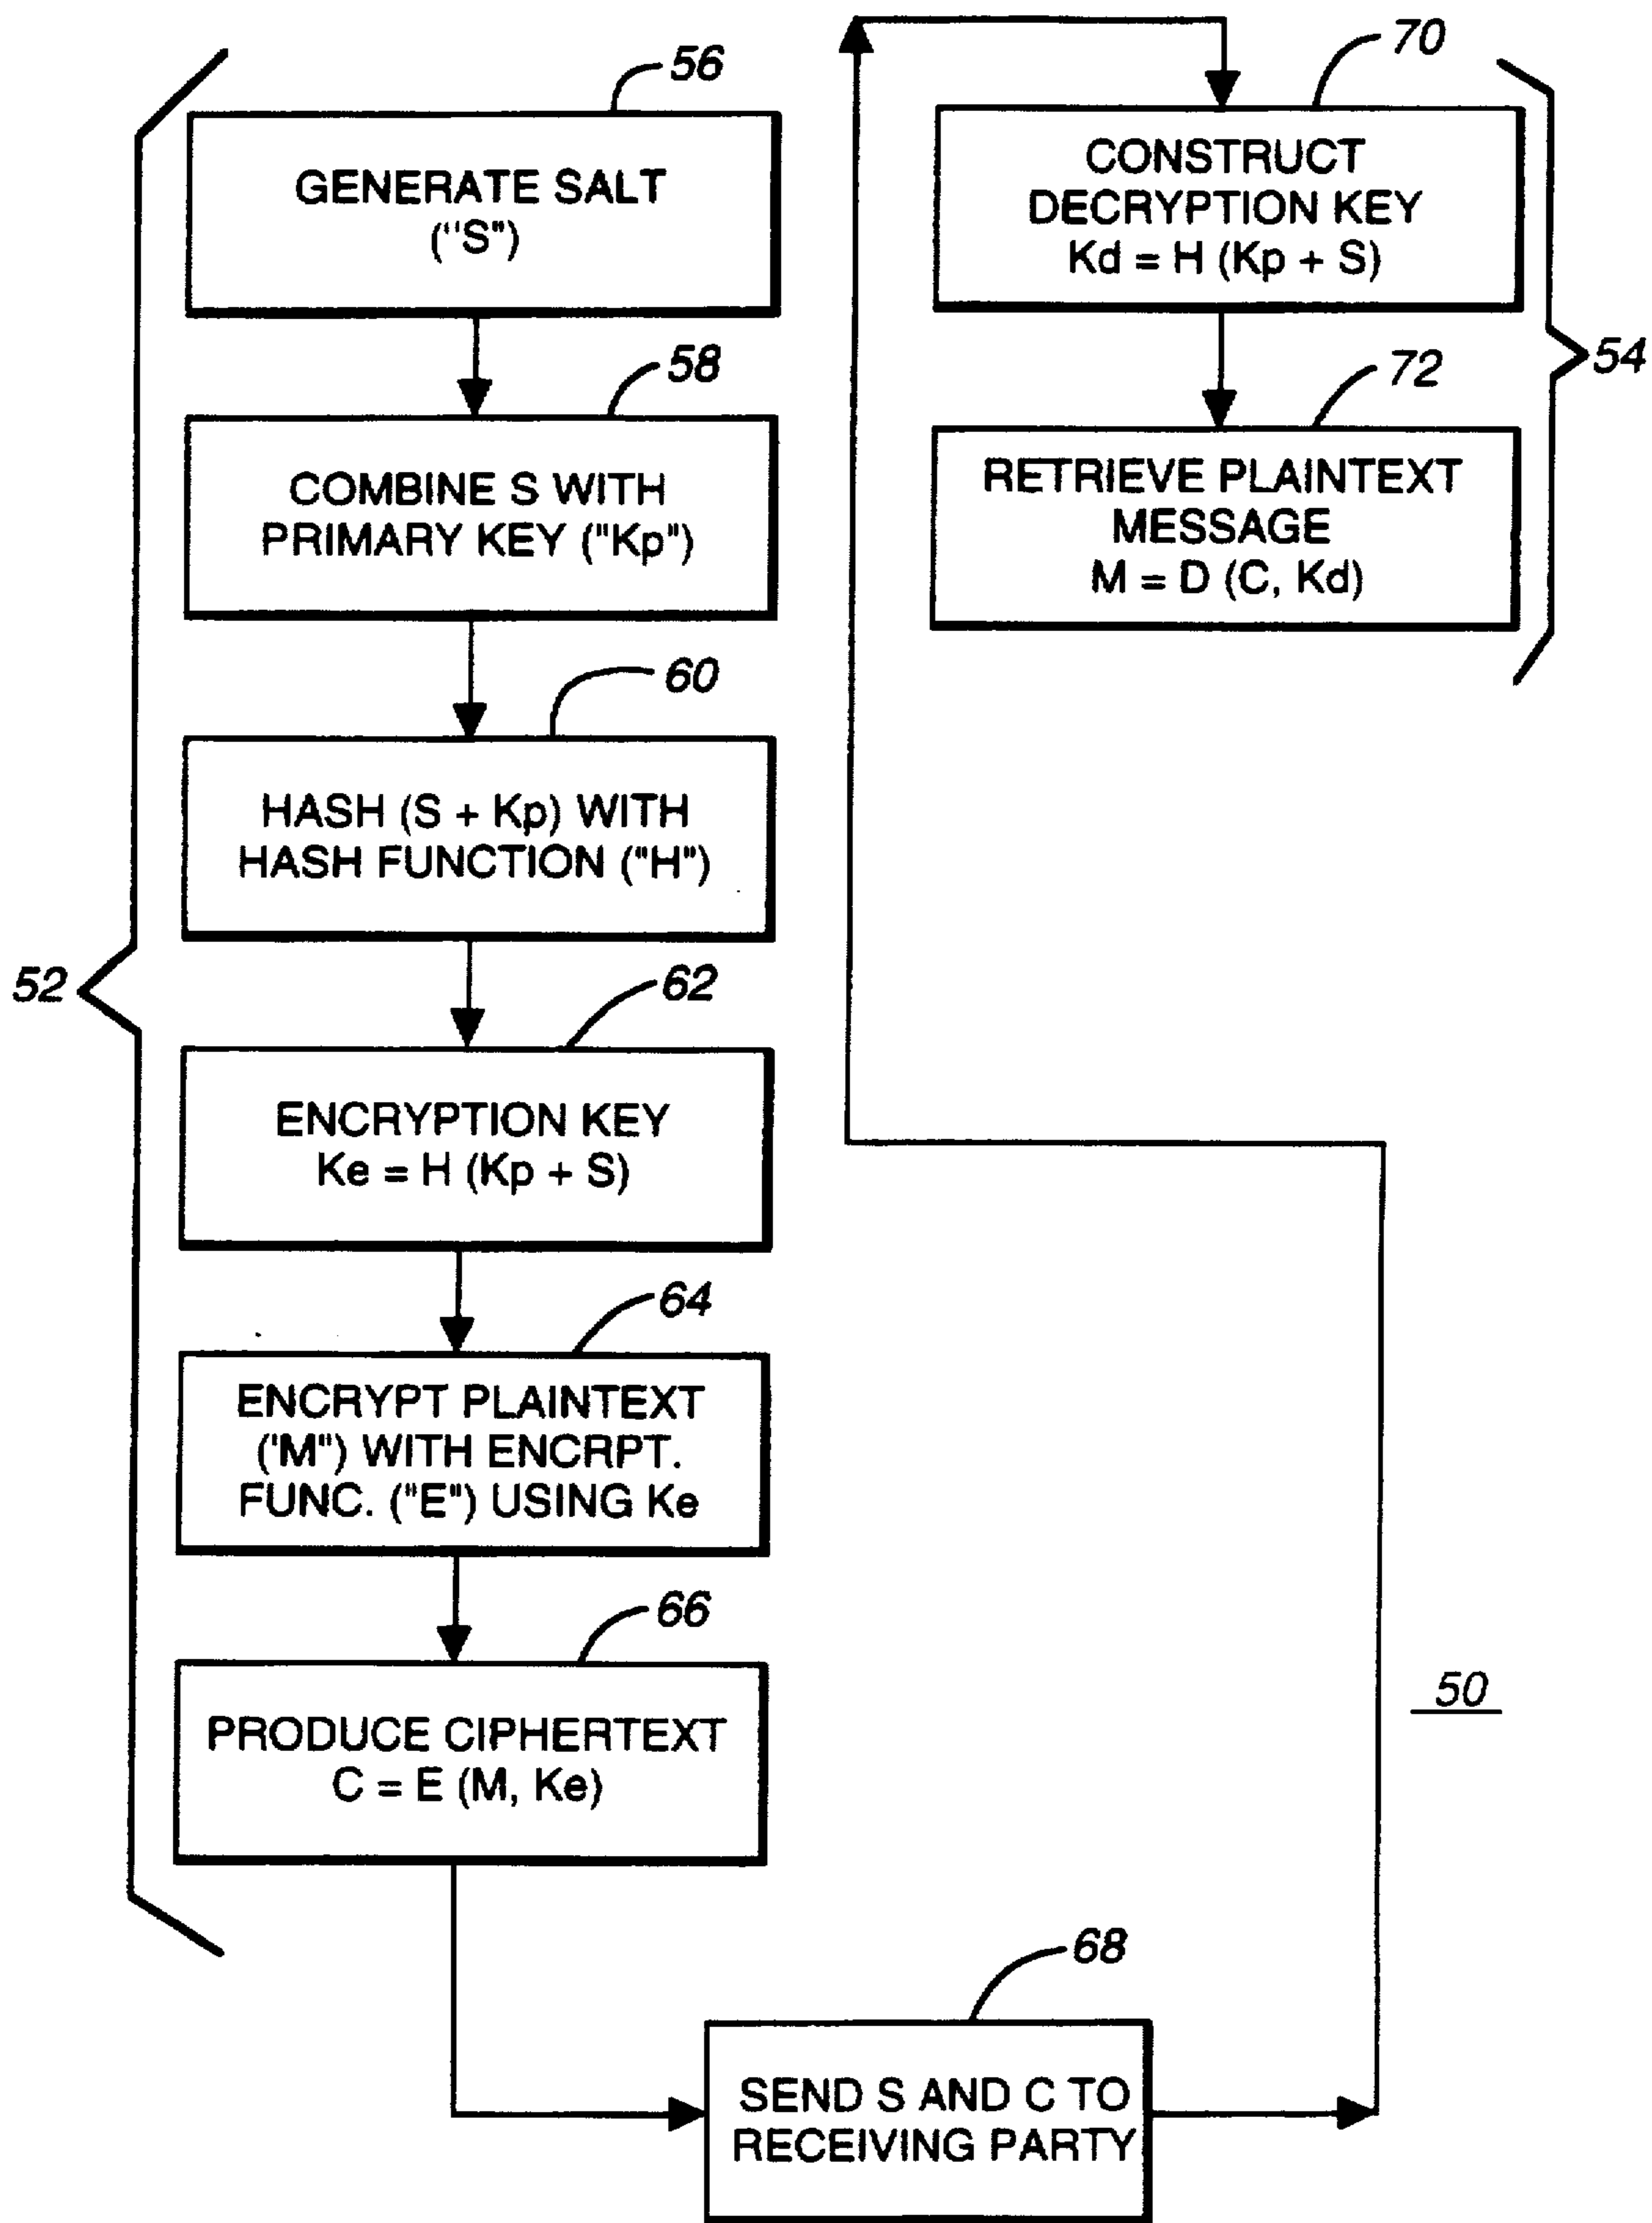 56
GENERATE SALT
("S")
58
COMBINE S WITH
PRIMARY KEY ("Kp")
60
HASH (S + Kp) WITH
HASH FUNCTION ("H")
52
62
ENCRYPTION KEY
Ke = H (Kp + S)
64
ENCRYPT PLAINTEXT
('M") WITH ENCRPT.
FUNC. ("E") USING Ke
66
PRODUCE CIPHERTEXT
C = E (M, Ke)
68
SEND S AND C TO
RECEIVING PARTY
70
CONSTRUCT
DECRYPTION KEY
Kd = H (Kp + S)
72
RETRIEVE PLAINTEXT
MESSAGE
M = D (C, Kd)
54
50